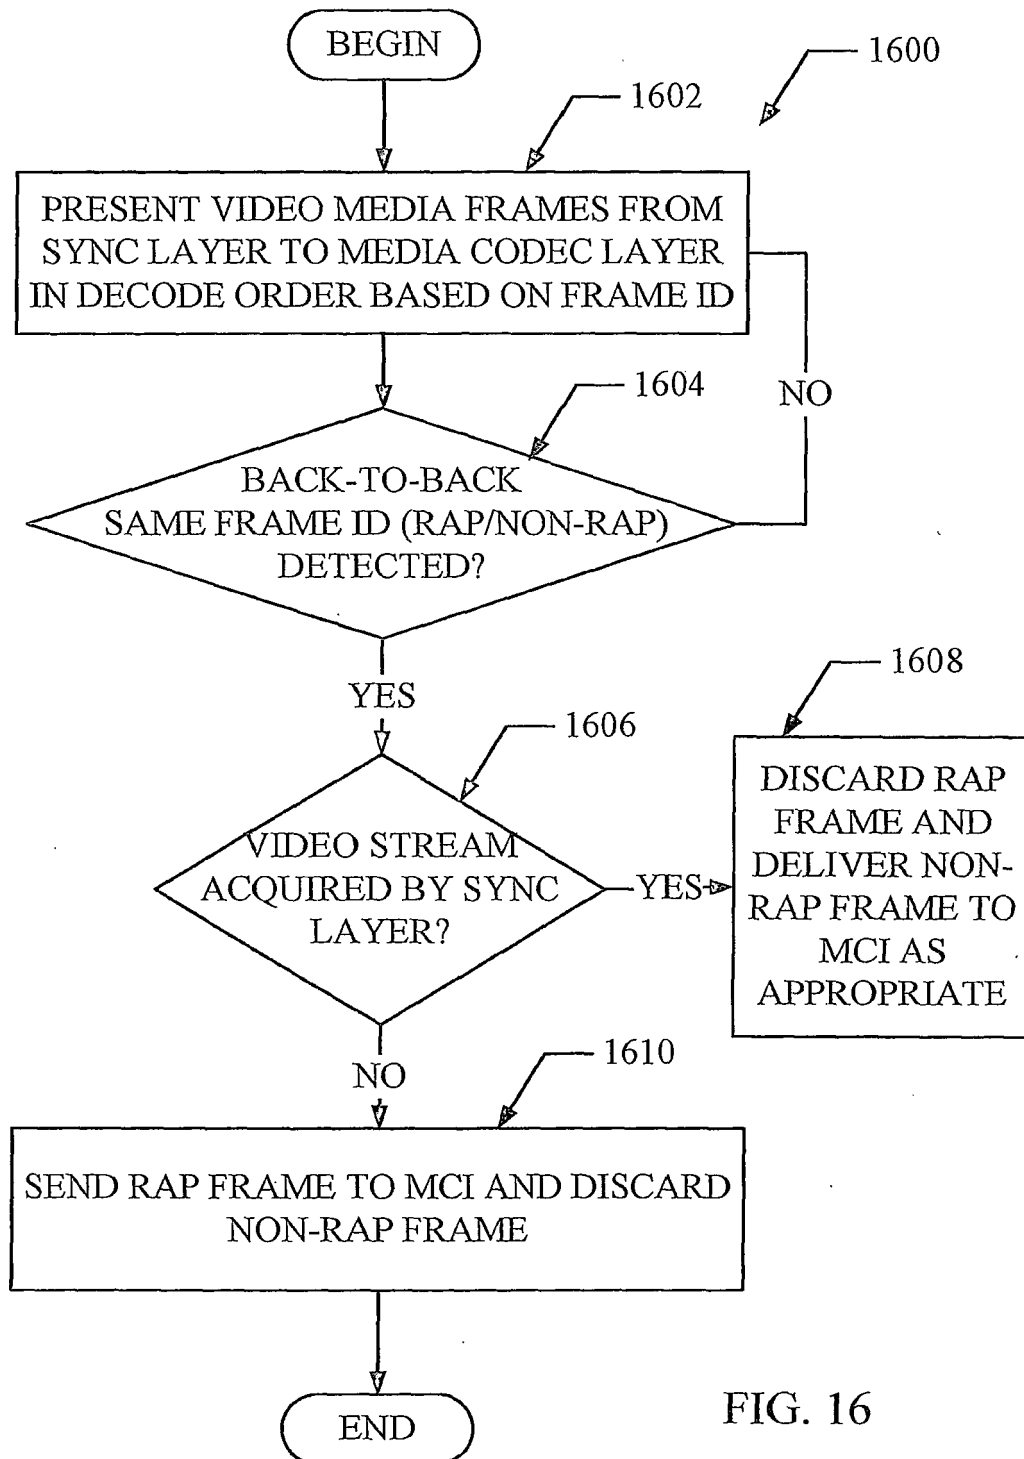 BEGIN
1600
1602
PRESENT VIDEO MEDIA FRAMES FROM
SYNC LAYER TO MEDIA CODEC LAYER
IN DECODE ORDER BASED ON FRAME ID
1604
NO
BACK-TO-BACK
SAME FRAME ID (RAP/NON-RAP)
DETECTED?
YES
1606
1608
VIDEO STREAM
ACQUIRED BY SYNC
LAYER?
YES
DISCARD RAP
FRAME AND
DELIVER NON-
RAP FRAME TO
MCI AS
APPROPRIATE
NO
1610
SEND RAP FRAME TO MCI AND DISCARD
NON-RAP FRAME
END
FIG. 16